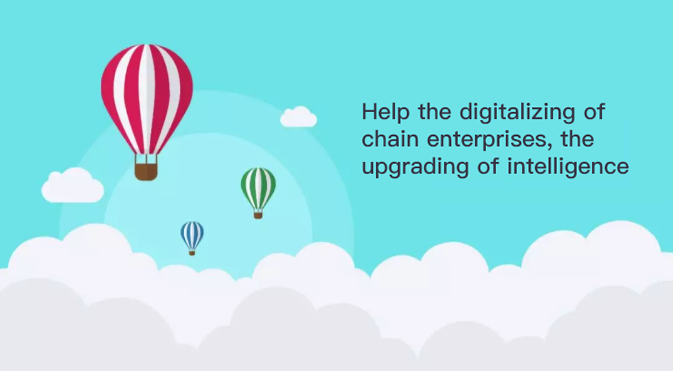 Help the digitalizing of
chain enterprises, the
upgrading of intelligence